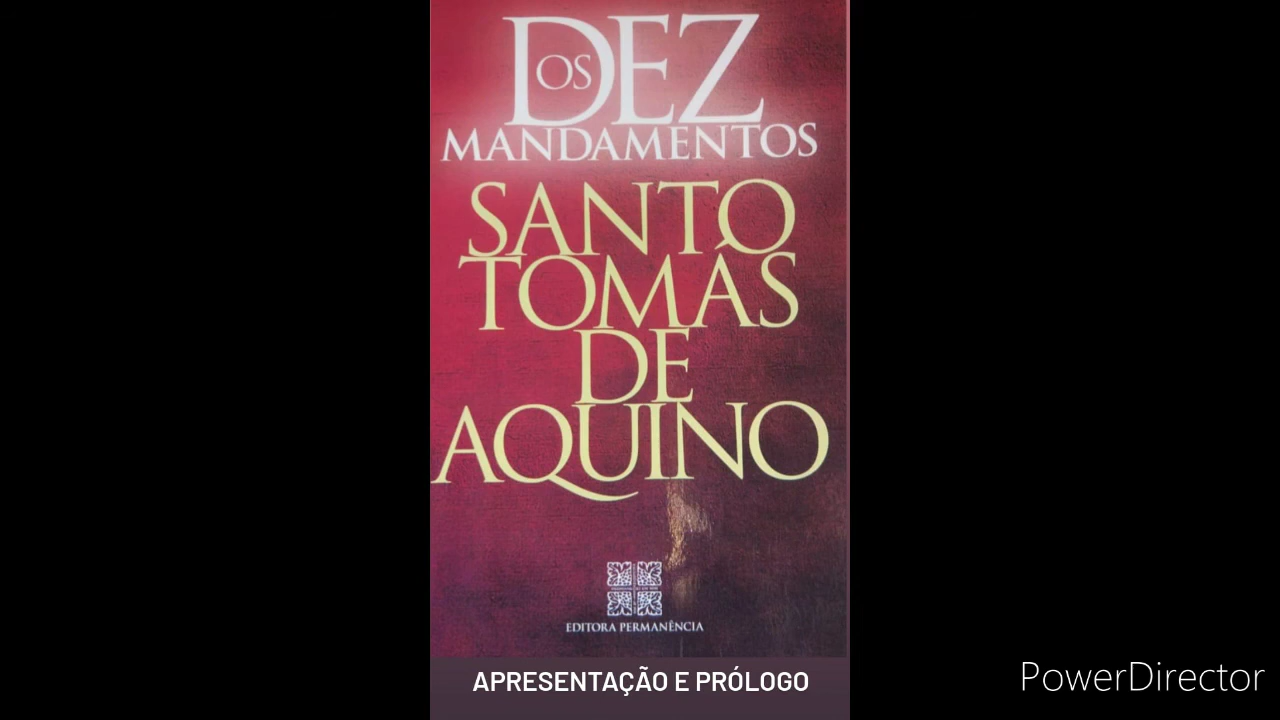 OS DEZ
MANDAMENTOS
SANTO
TOMÁS
DE
AQUINO
EDITORA PERMANÊNCIA
APRESENTAÇÃO E PRÓLOGO
PowerDirector